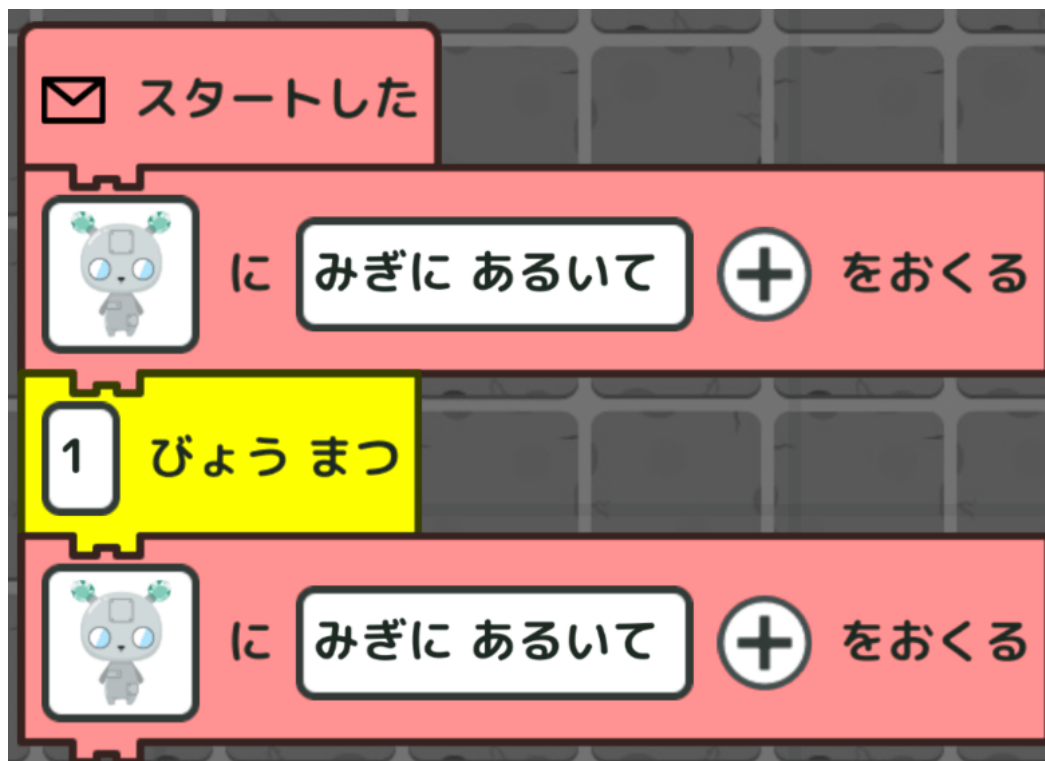 スタートした
に みぎに あるいて をおくる
1 びょう まつ
に みぎに あるいて をおくる